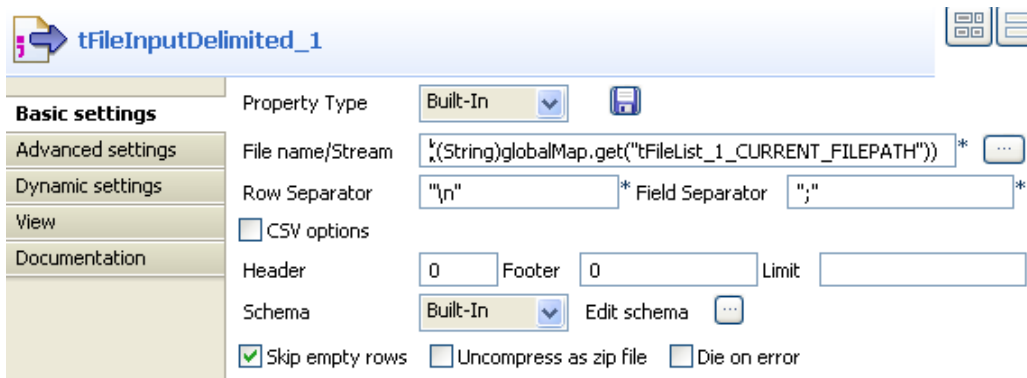 tFileInputDelimited_1
Basic settings
Advanced settings
Dynamic settings
View
Documentation
Property Type Built-In
File name/Stream (String)globalMap.get("tFileList_1_CURRENT_FILEPATH")) * ...
Row Separator "\n" * Field Separator ";" *
CSV options
Header 0 Footer 0 Limit
Schema Built-In Edit schema ...
Skip empty rows Uncompress as zip file Die on error